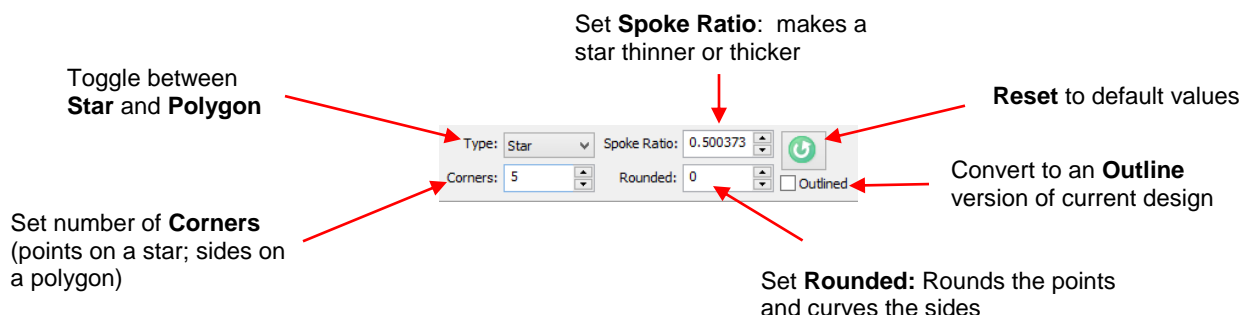 Set Spoke Ratio: makes a
star thinner or thicker
Toggle between
Star and Polygon
Reset to default values
Type: Star Spoke Ratio: 0.500373
Corners: 5 Rounded: 0 Outlined
Convert to an Outline
version of current design
Set number of Corners
(points on a star; sides on
a polygon)
Set Rounded: Rounds the points
and curves the sides